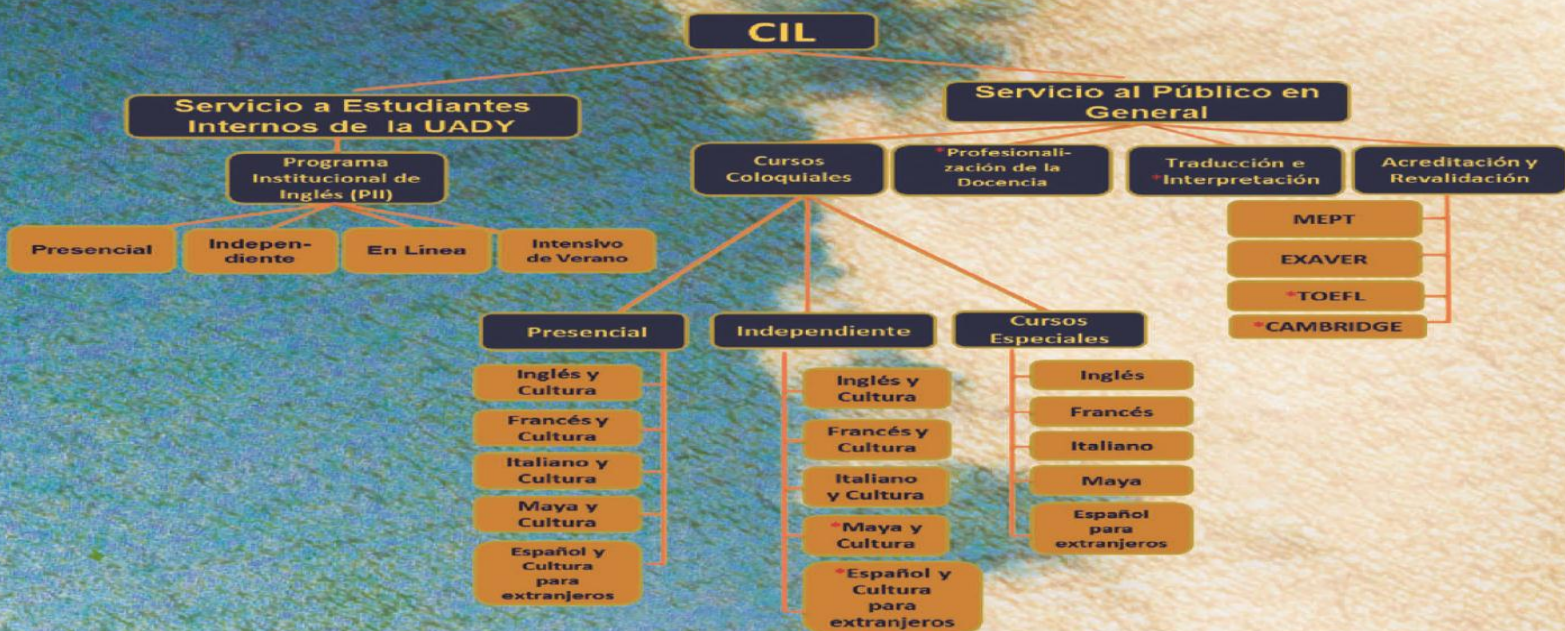 CIL
Servicio a Estudiantes
Internos de la UADY
Servicio al Público en
General
Programa
Institucional de
Inglés (PII)
Presencial
Indepen-
diente
En Línea
Intensivo
de Verano
Cursos
Coloquiales
*Profesionali-
zación de la
Docencia
Traducción e
*Interpretación
Acreditación y
Revalidación
MEPT
EXAVER
*TOEFL
*CAMBRIDGE
Presencial
Inglés y
Cultura
Francés y
Cultura
Italiano y
Cultura
Maya y
Cultura
Español y
Cultura
para
extranjeros
Independiente
Inglés y
Cultura
Francés y
Cultura
Italiano
y Cultura
*Maya y
Cultura
*Español y
Cultura
para
extranjeros
Cursos
Especiales
Inglés
Francés
Italiano
Maya
Español
para
extranjeros